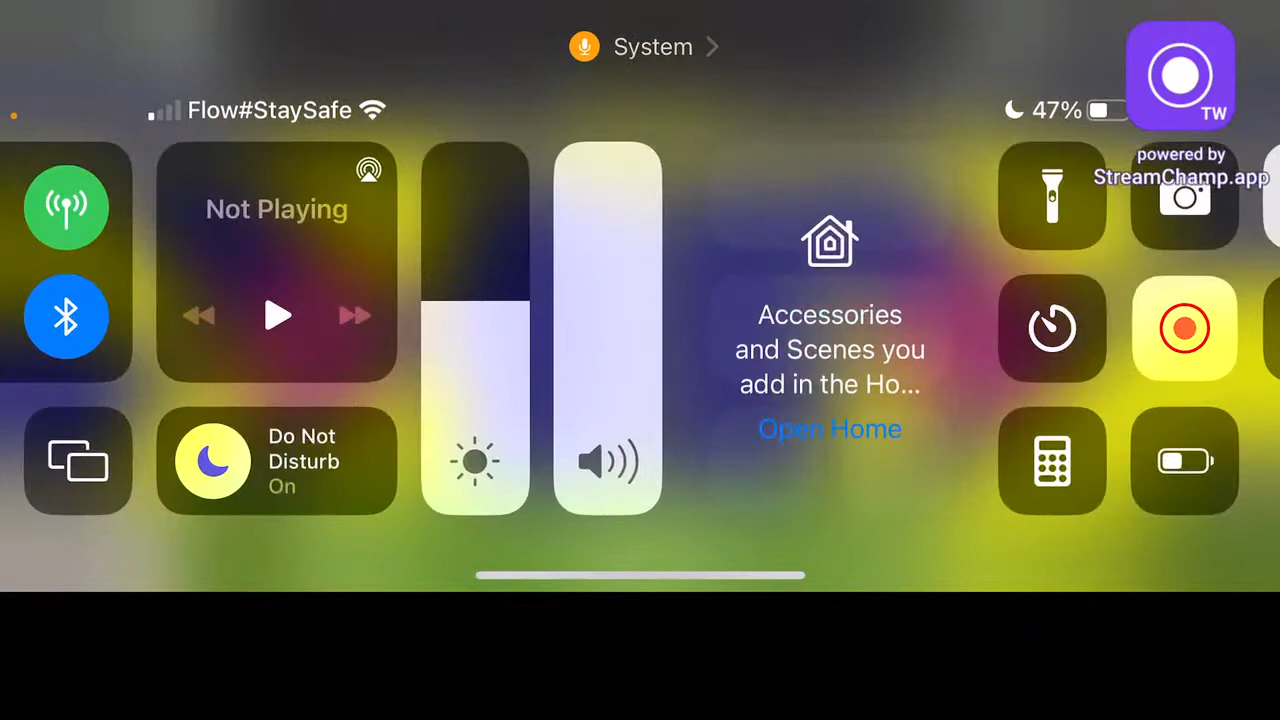 System
Flow#StaySafe
47%
TW
powered by
StreamChamp.app
Not Playing
Accessories
and Scenes you
add in the Ho...
Open Home
Do Not
Disturb
On